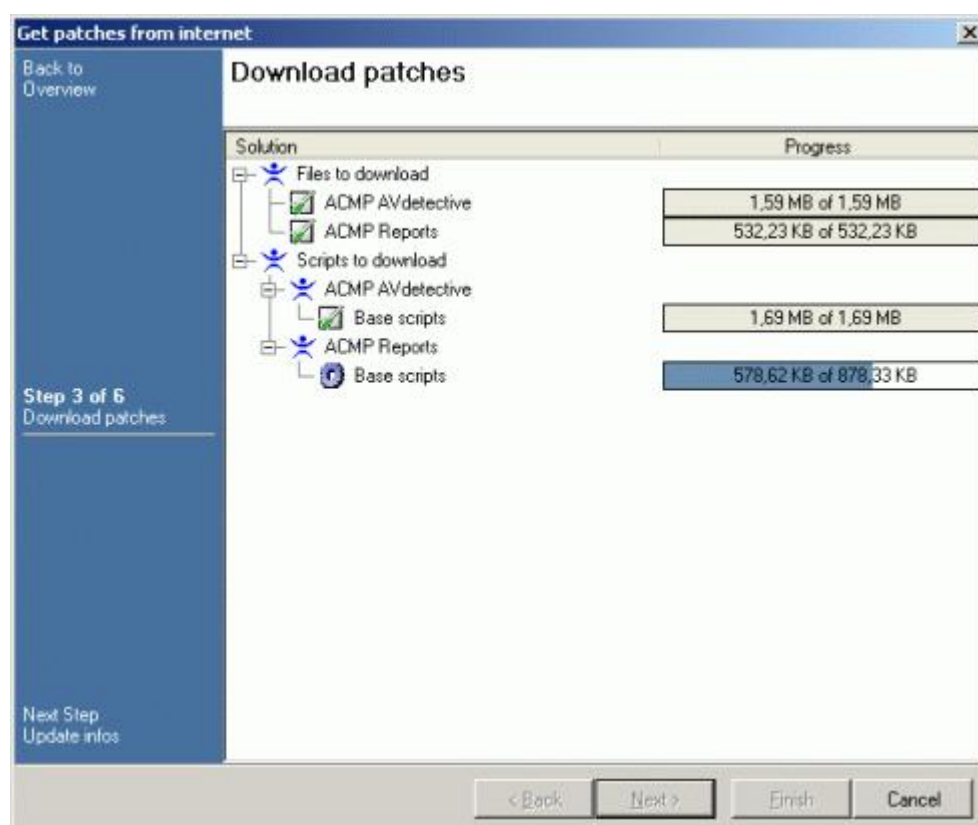 Get patches from internet
Back to
Overview
Download patches
Solution Progress
Files to download
ACMP AVdetective 1,59 MB of 1,59 MB
ACMP Reports 532,23 KB of 532,23 KB
Scripts to download
ACMP AVdetective
Base scripts 1,69 MB of 1,69 MB
ACMP Reports
Base scripts 578,62 KB of 878,33 KB
Step 3 of 6
Download patches
Next Step
Update infos
< Back Next > Finish Cancel